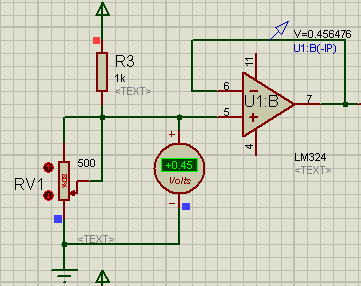 V=0.456476
U1:B(-IP)
11
R3
1k
<TEXT>
6
U1:B
7
5
4
LM324
<TEXT>
+
+0.45
Volts
500
RV1
<TEXT>